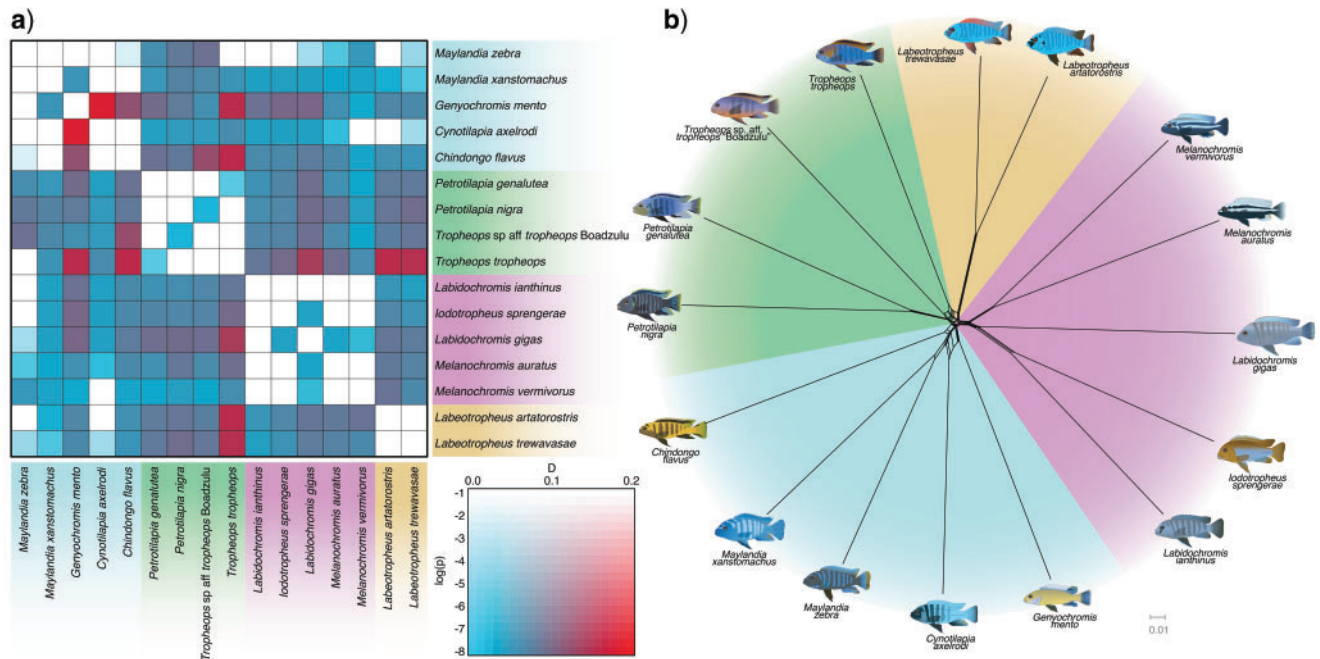 a)
Maylandia zebra
Maylandia xanstomachus
Genyochromis mento
Cynotilapia axelrodi
Chindongo flavus
Petrotilapia genalutea
Petrotilapia nigra
Tropheops sp aff tropheops Boadzulu
Tropheops tropheops
Labidochromis ianthinus
Iodotropheus sprengerae
Labidochromis gigas
Melanochromis auratus
Melanochromis vermivorus
Labeotropheus artatorostris
Labeotropheus trewavasae
Maylandia zebra
Maylandia xanstomachus
Genyochromis mento
Cynotilapia axelrodi
Chindongo flavus
Petrotilapia genalutea
Petrotilapia nigra
Tropheops sp aff tropheops Boadzulu
Tropheops tropheops
Labidochromis ianthinus
Iodotropheus sprengerae
Labidochromis gigas
Melanochromis auratus
Melanochromis vermivorus
Labeotropheus artatorostris
Labeotropheus trewavasae
D
0.0 0.1 0.2
log(p)
-1
-2
-3
-4
-5
-6
-7
-8
b)
Labeotropheus
trewavasae
Labeotropheus
artatorostris
Tropheops
tropheops
Tropheops sp. aff.
tropheops "Boadzulu"
Melanochromis
vermivorus
Melanochromis
auratus
Petrotilapia
genalutea
Petrotilapia
nigra
Labidochromis
gigas
Chindongo
flavus
Iodotropheus
sprengerae
Maylandia
xanstomachus
Labidochromis
ianthinus
Maylandia
zebra
Cynotilapia
axelrodi
Genyochromis
mento
0.01